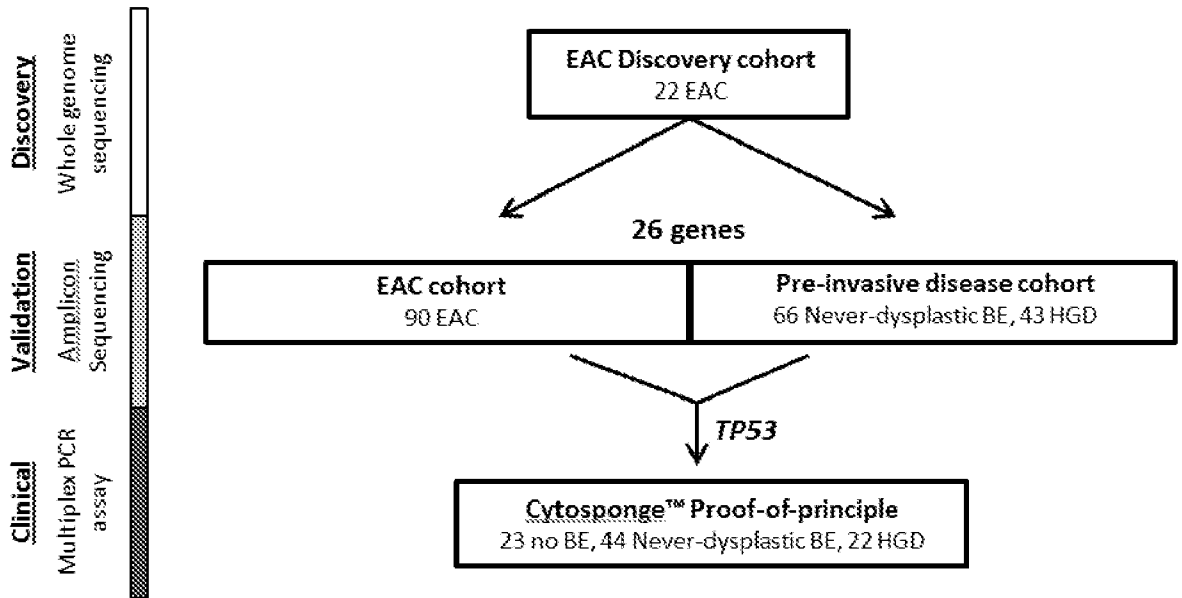 Discovery
Whole genome
sequencing
EAC Discovery cohort
22 EAC
26 genes
Validation
Amplicon
Sequencing
EAC cohort
90 EAC
Pre-invasive disease cohort
66 Never-dysplastic BE, 43 HGD
TP53
Clinical
Multiplex PCR
assay
Cytosponge™ Proof-of-principle
23 no BE, 44 Never-dysplastic BE, 22 HGD